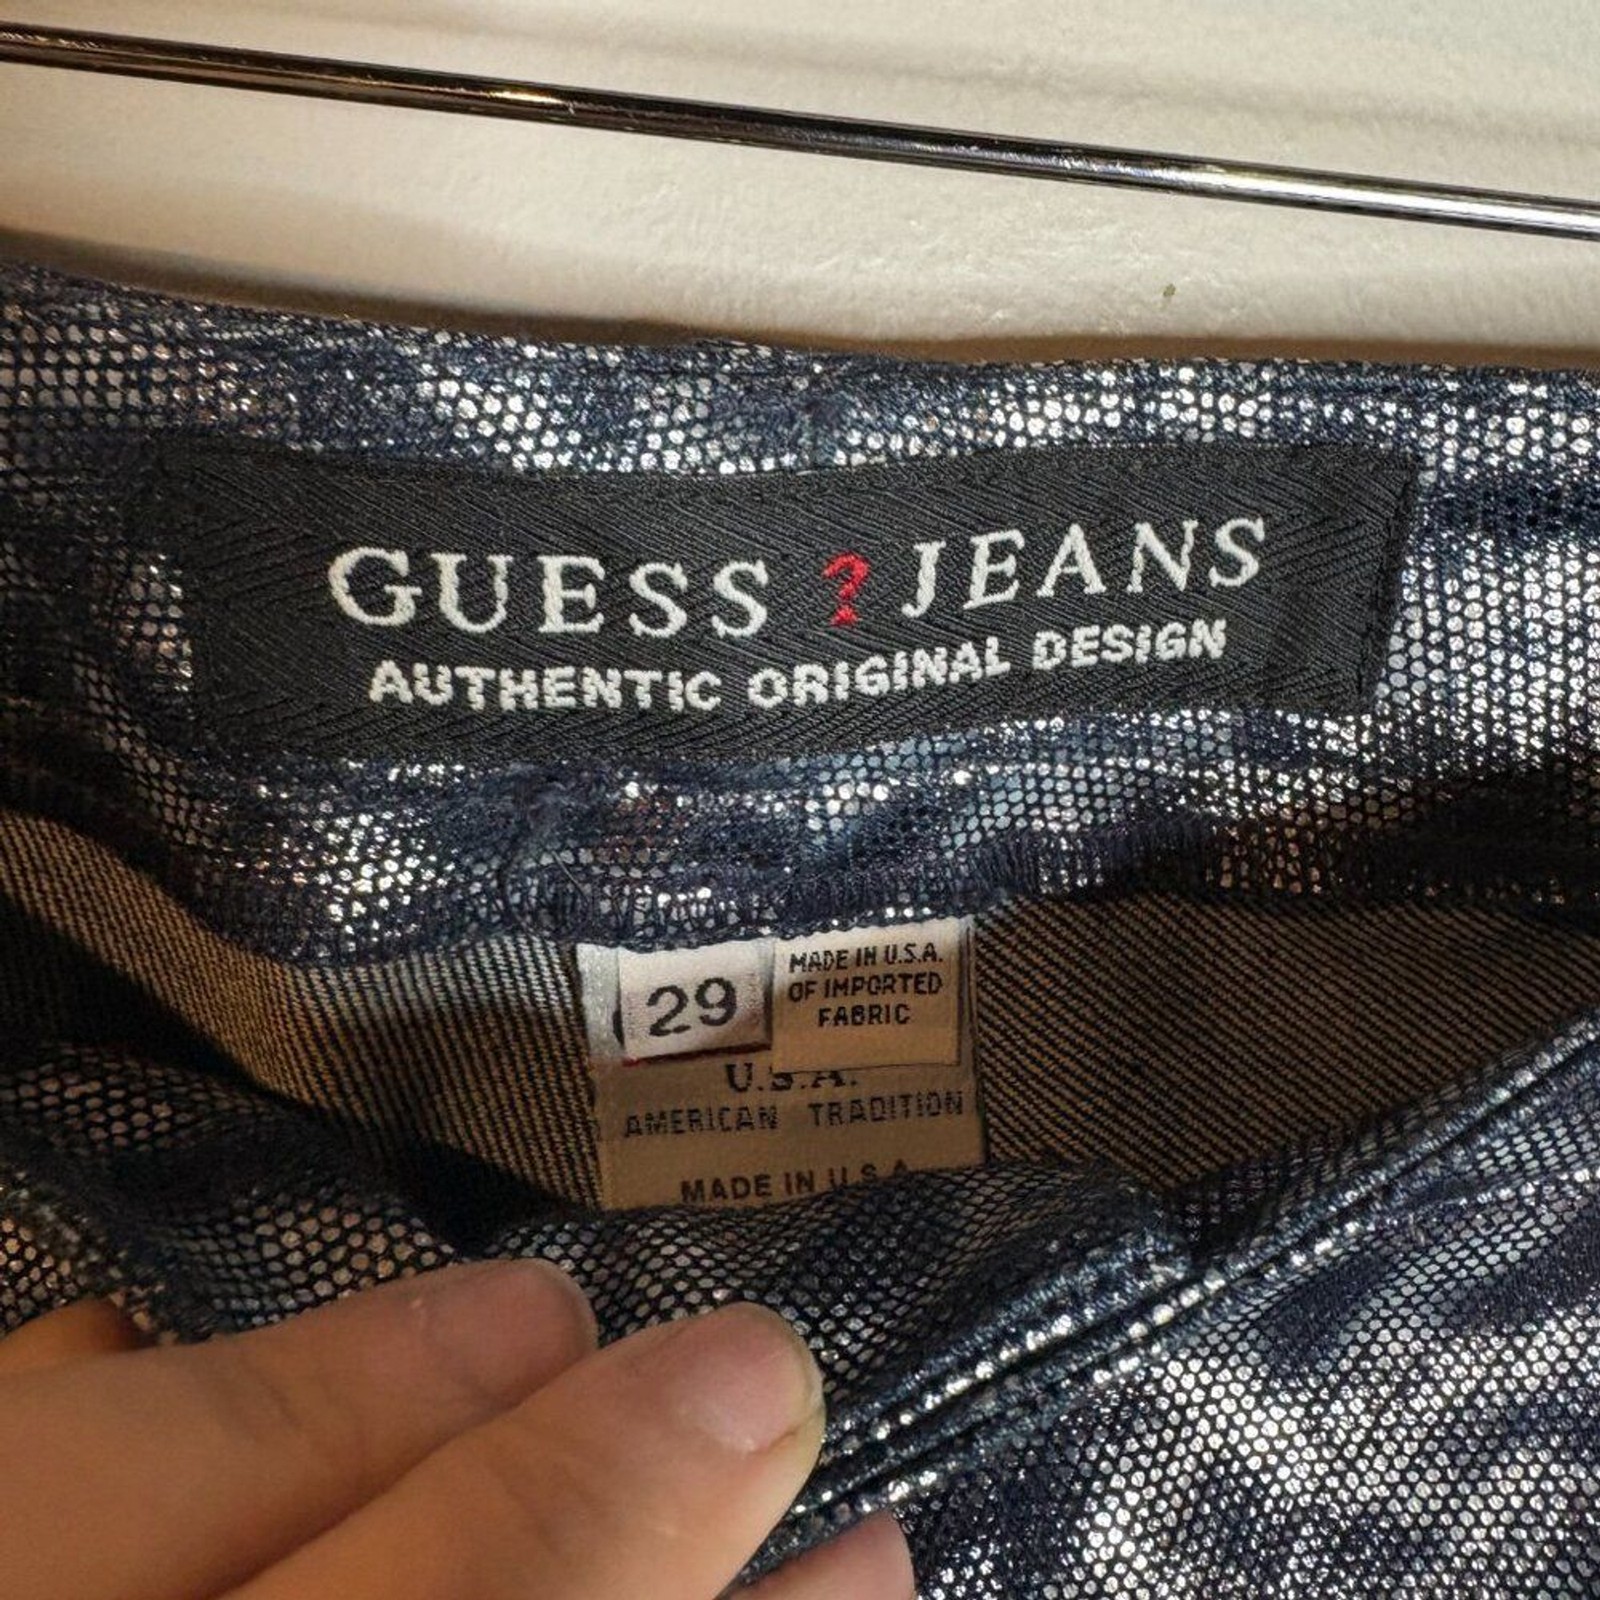 GUESS ? JEANS
AUTHENTIC ORIGINAL DESIGN
29
MADE IN U.S.A.
OF IMPORTED
FABRIC
U.S.A.
AMERICAN TRADITION
MADE IN U.S.A.